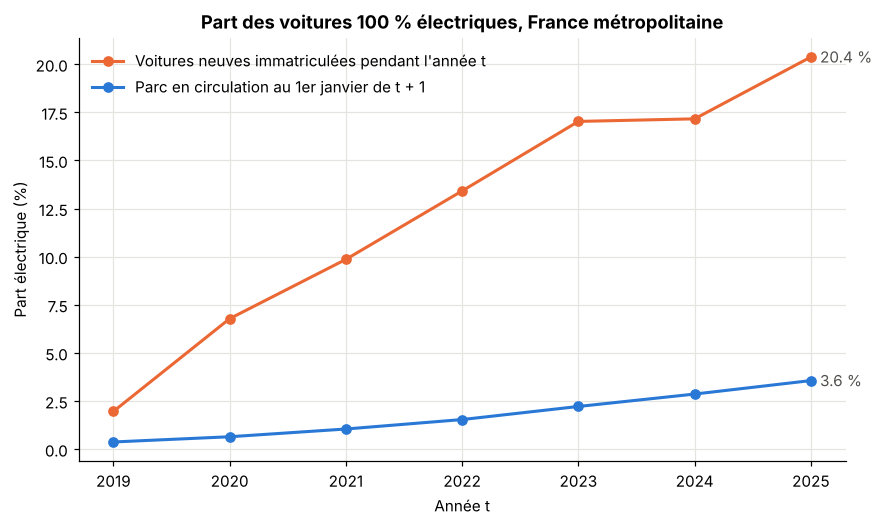 Part des voitures 100 % électriques, France métropolitaine
Voitures neuves immatriculées pendant l'année t
Parc en circulation au 1er janvier de t + 1
20.4 %
3.6 %
Part électrique (%)
20.0
17.5
15.0
12.5
10.0
7.5
5.0
2.5
0.0
2019 2020 2021 2022 2023 2024 2025
Année t